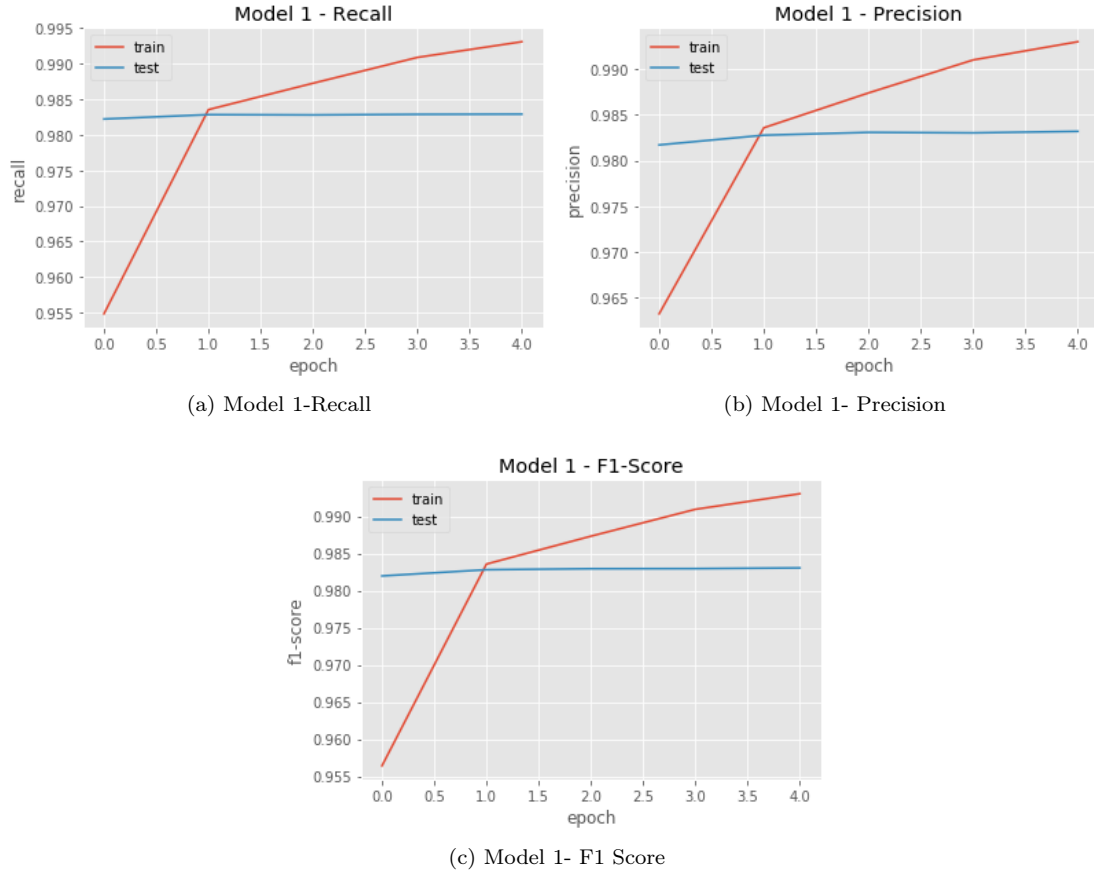 Model 1 - Recall
0.995
0.990
0.985
0.980
0.975
0.970
0.965
0.960
0.955
recall
train
test
0.0 0.5 1.0 1.5 2.0 2.5 3.0 3.5 4.0
epoch
(a) Model 1-Recall
Model 1 - Precision
0.990
0.985
0.980
0.975
0.970
0.965
precision
train
test
0.0 0.5 1.0 1.5 2.0 2.5 3.0 3.5 4.0
epoch
(b) Model 1- Precision
Model 1 - F1-Score
0.990
0.985
0.980
0.975
0.970
0.965
0.960
0.955
f1-score
train
test
0.0 0.5 1.0 1.5 2.0 2.5 3.0 3.5 4.0
epoch
(c) Model 1- F1 Score